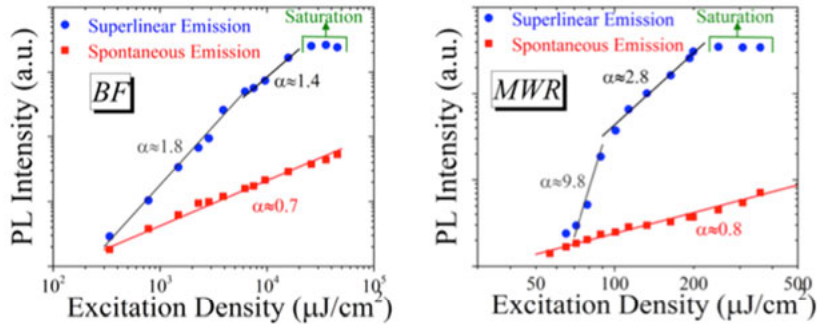 Saturation
Superlinear Emission
Spontaneous Emission
BF
α≈1.4
α≈1.8
α≈0.7
PL Intensity (a.u.)
10² 10³ 10⁴ 10⁵
Excitation Density (μJ/cm²)
Saturation
Superlinear Emission
Spontaneous Emission
MWR
α≈2.8
α≈9.8
α≈0.8
PL Intensity (a.u.)
50 100 200 500
Excitation Density (μJ/cm²)